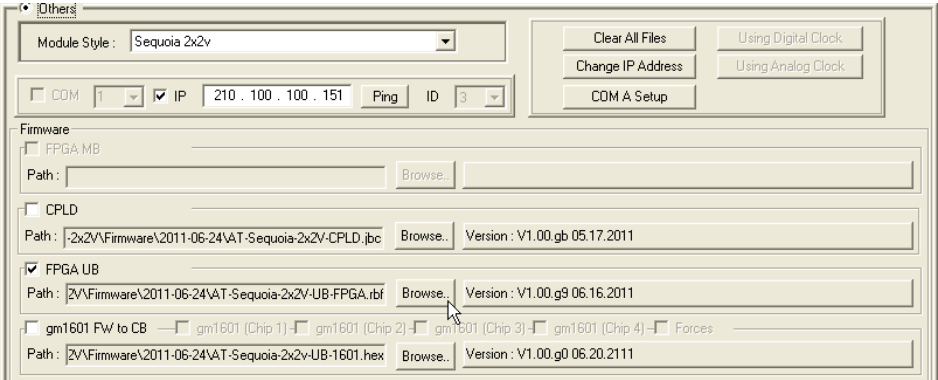 Others
Module Style : Sequoia 2x2v
Clear All Files Using Digital Clock
Change IP Address Using Analog Clock
COM A Setup
COM 1 IP 210 . 100 . 100 . 151 Ping ID 3
Firmware
FPGA MB
Path : Browse..
CPLD
Path : -2x2V\Firmware\2011-06-24\AT-Sequoia-2x2V-CPLD.jbc Browse.. Version : V1.00.gb 05.17.2011
FPGA UB
Path : 2V\Firmware\2011-06-24\AT-Sequoia-2x2V-UB-FPGA.rbf Browse.. Version : V1.00.g9 06.16.2011
gm1601 FW to CB gm1601 (Chip 1) gm1601 (Chip 2) gm1601 (Chip 3) gm1601 (Chip 4) Forces
Path : 2V\Firmware\2011-06-24\AT-Sequoia-2x2v-UB-1601.hex Browse.. Version : V1.00.g0 06.20.2111